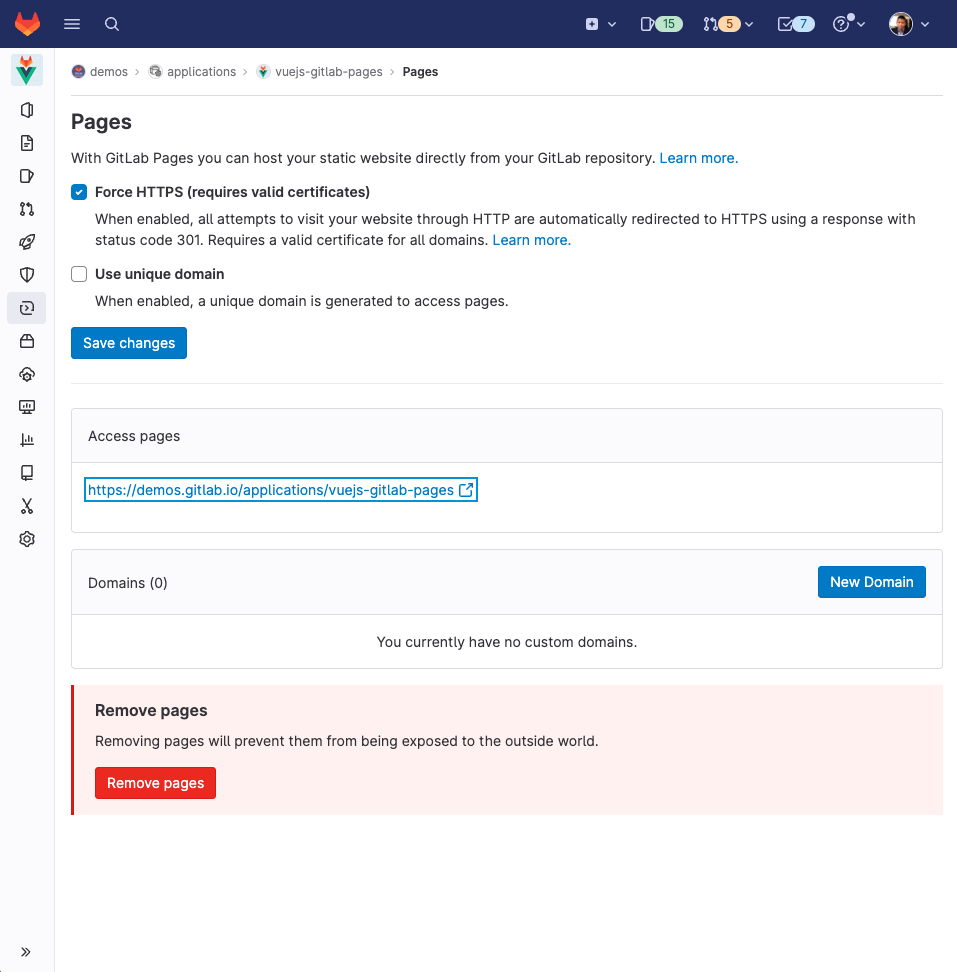 15
5
7
demos > applications > vuejs-gitlab-pages > Pages
Pages
With GitLab Pages you can host your static website directly from your GitLab repository. Learn more.
Force HTTPS (requires valid certificates)
When enabled, all attempts to visit your website through HTTP are automatically redirected to HTTPS using a response with
status code 301. Requires a valid certificate for all domains. Learn more.
Use unique domain
When enabled, a unique domain is generated to access pages.
Save changes
Access pages
https://demos.gitlab.io/applications/vuejs-gitlab-pages
Domains (0)
New Domain
You currently have no custom domains.
Remove pages
Removing pages will prevent them from being exposed to the outside world.
Remove pages